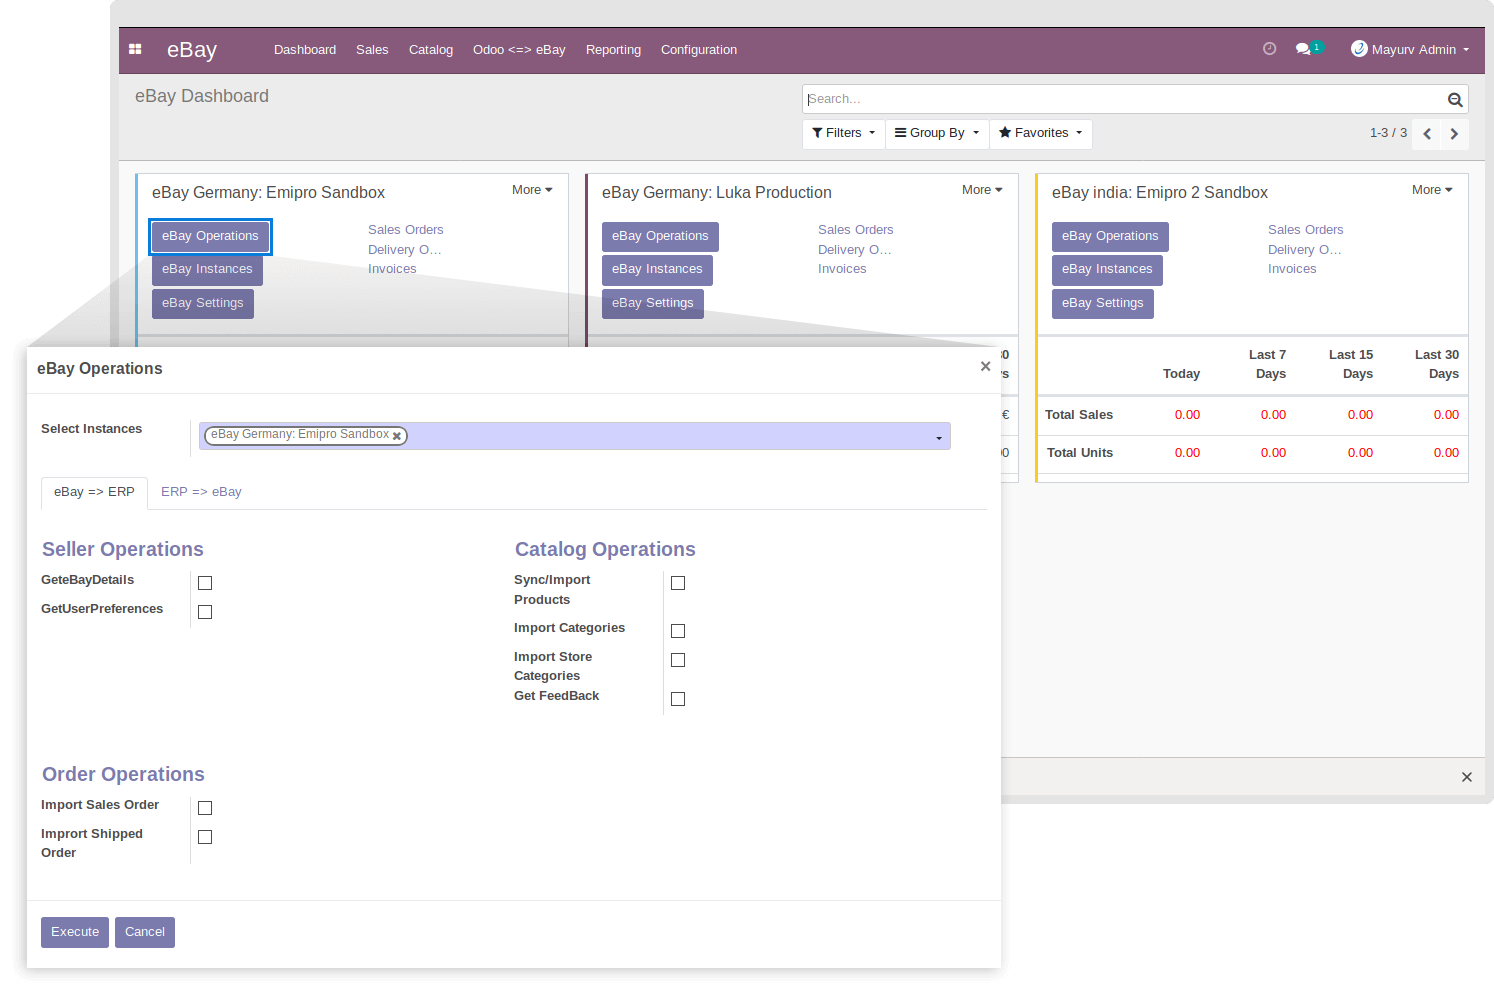 eBay Dashboard Sales Catalog Odoo <=> eBay Reporting Configuration 1 Mayurv Admin
eBay Dashboard
Search...
Filters Group By Favorites 1-3 / 3
eBay Germany: Emipro Sandbox More
eBay Operations Sales Orders
eBay Instances Delivery O...
eBay Settings Invoices
eBay Germany: Luka Production More
eBay Operations Sales Orders
eBay Instances Delivery O...
eBay Settings Invoices
eBay india: Emipro 2 Sandbox More
eBay Operations Sales Orders
eBay Instances Delivery O...
eBay Settings Invoices
Last 7 Last 15 Last 30
Today Days Days Days
Total Sales 0.00 0.00 0.00 0.00
Total Units 0.00 0.00 0.00 0.00
€
eBay Operations ×
Select Instances eBay Germany: Emipro Sandbox
eBay => ERP ERP => eBay
Seller Operations
GeteBayDetails
GetUserPreferences
Catalog Operations
Sync/Import
Products
Import Categories
Import Store
Categories
Get FeedBack
Order Operations
Import Sales Order
Imprort Shipped
Order
Execute Cancel